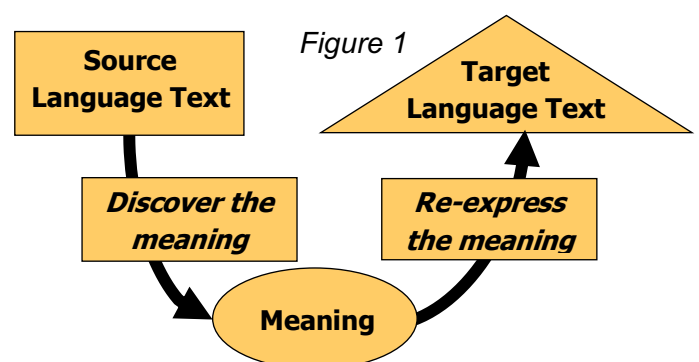 Figure 1
Source
Language Text
Target
Language Text
Discover the
meaning
Re-express
the meaning
Meaning